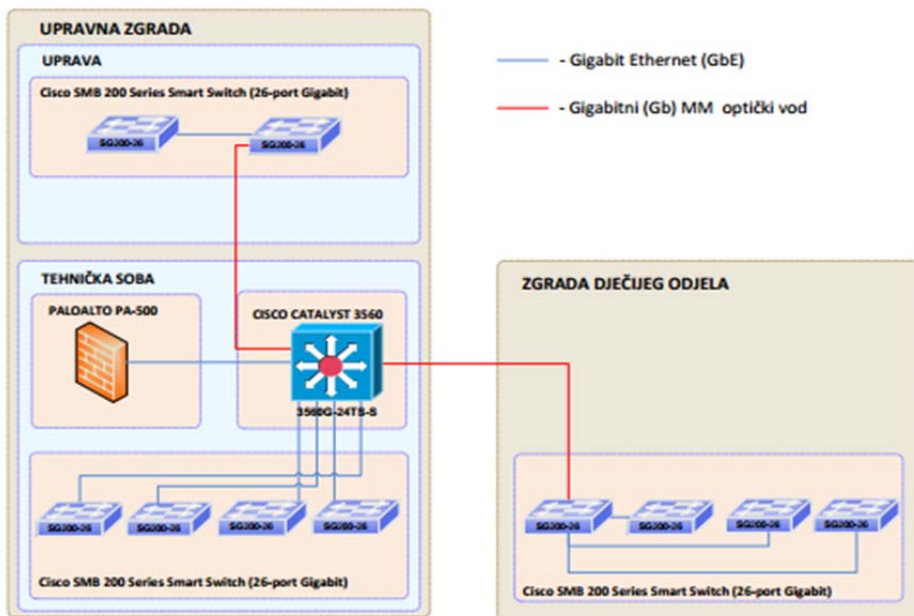 UPRAVNA ZGRADA
UPRAVA
Cisco SMB 200 Series Smart Switch (26-port Gigabit)
SG200-26
SG200-26
- Gigabit Ethernet (GbE)
- Gigabitni (Gb) MM optički vod
TEHNIČKA SOBA
PALOALTO PA-500
CISCO CATALYST 3560
3560G-24TS-S
SG200-26
SG200-26
SG200-26
SG200-26
Cisco SMB 200 Series Smart Switch (26-port Gigabit)
ZGRADA DJEČIJEG ODJELA
SG200-26
SG200-26
SG200-26
SG200-26
Cisco SMB 200 Series Smart Switch (26-port Gigabit)